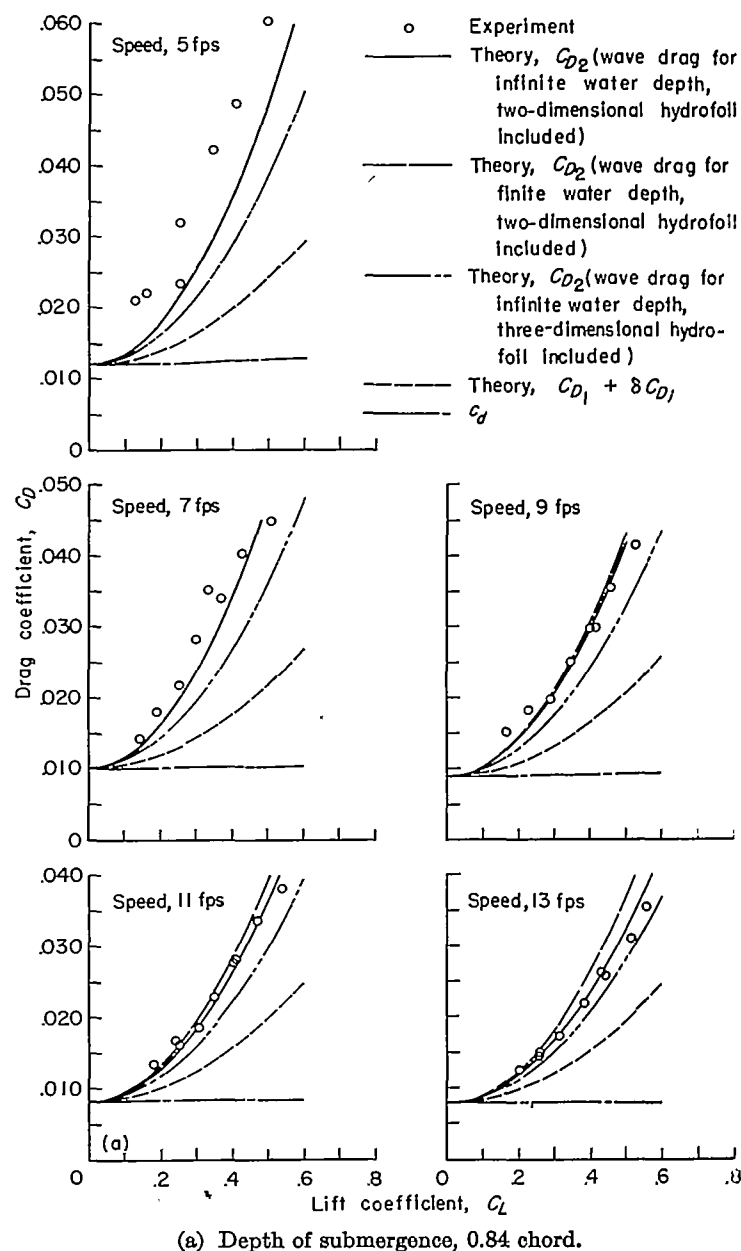 .060
.050
.040
.030
.020
.010
0
Speed, 5 fps
Experiment
Theory, CD2 (wave drag for
infinite water depth,
two-dimensional hydrofoil
included)
Theory, CD2 (wave drag for
finite water depth,
two-dimensional hydrofoil
included)
Theory, CD2 (wave drag for
infinite water depth,
three-dimensional hydro-
foil included)
Theory, CD1 + δCDi
cd
Drag coefficient, CD
.050
.040
.030
.020
.010
0
Speed, 7 fps
Speed, 9 fps
.040
.030
.020
.010
0
Speed, 11 fps
(a)
Speed, 13 fps
0 .2 .4 .6 .8 0 .2 .4 .6 .8
Lift coefficient, CL
(a) Depth of submergence, 0.84 chord.